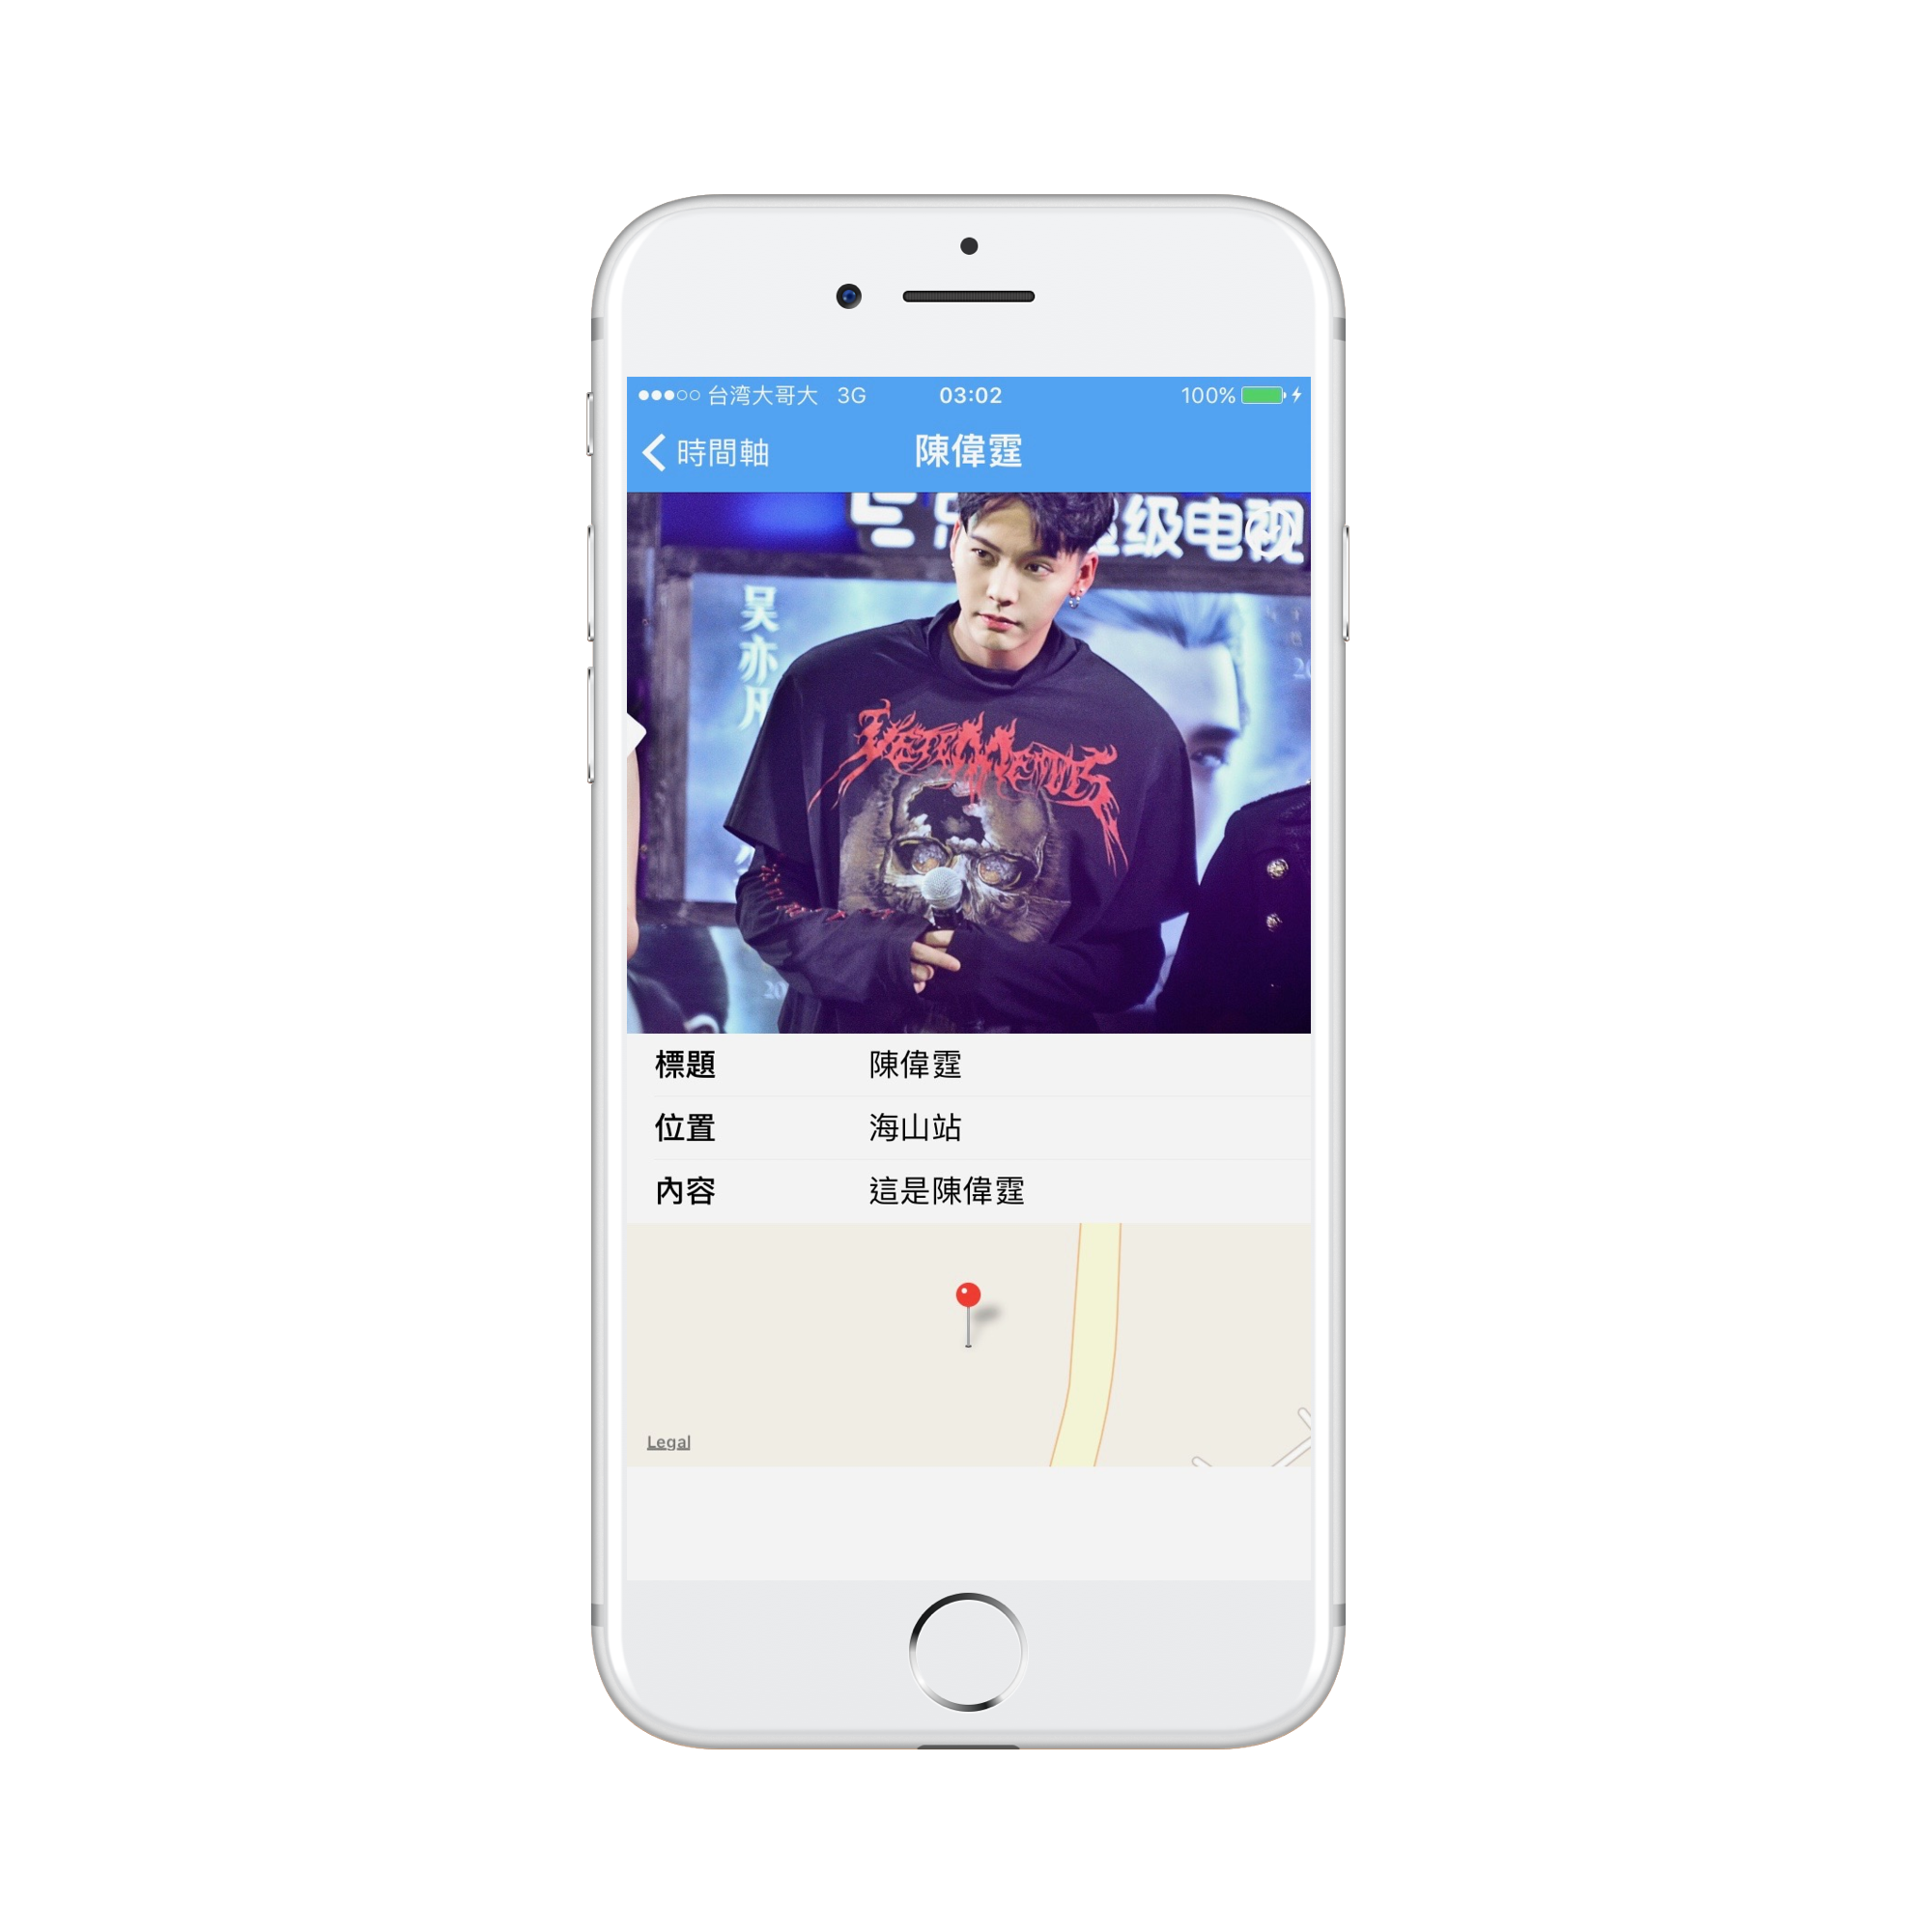 台湾大哥大 3G 03:02 100%
時間軸 陳偉霆
超级电视
吴亦凡
VETEMENTS
標題 陳偉霆
位置 海山站
內容 這是陳偉霆
Legal